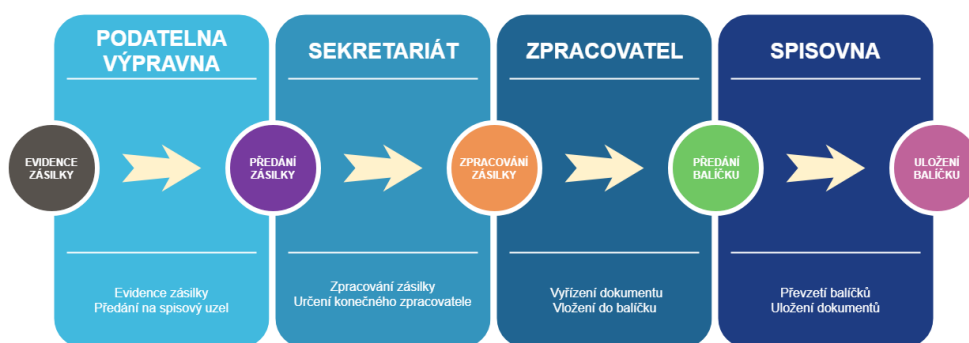 PODATELNA
VÝPRAVNA
SEKRETARIÁT
ZPRACOVATEL
SPISOVNA
EVIDENCE
ZÁSILKY
PŘEDÁNÍ
ZÁSILKY
ZPRACOVÁNÍ
ZÁSILKY
PŘEDÁNÍ
BALÍČKU
ULOŽENÍ
BALÍČKU
Evidence zásilky
Předání na spisový uzel
Zpracování zásilky
Určení konečného zpracovatele
Vyřízení dokumentu
Vložení do balíčku
Převzetí balíčků
Uložení dokumentů